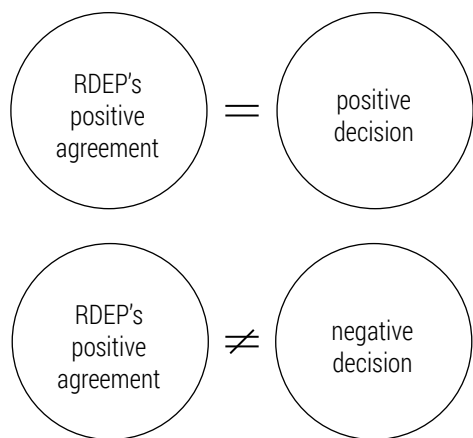 RDEP's
positive
agreement
=
positive
decision
RDEP's
positive
agreement
≠
negative
decision